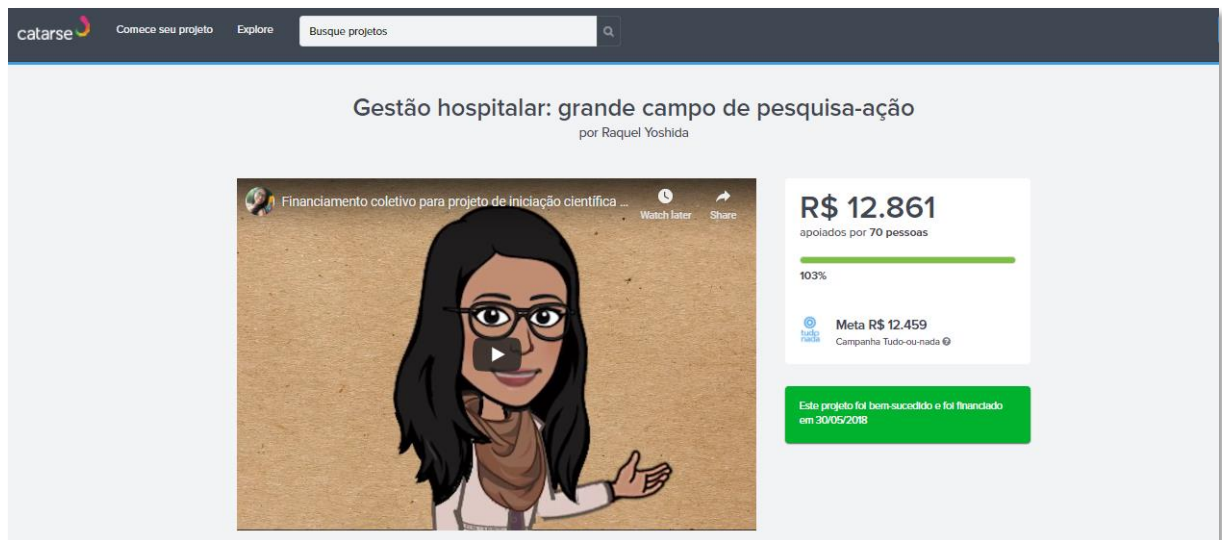 catarse
Comece seu projeto Explore Busque projetos
Gestão hospitalar: grande campo de pesquisa-ação
por Raquel Yoshida
Financiamento coletivo para projeto de iniciação científica ...
Watch later Share
R$ 12.861
apoiados por 70 pessoas
103%
tudo nada
Meta R$ 12.459
Campanha Tudo-ou-nada
Este projeto foi bem-sucedido e foi financiado
em 30/05/2018